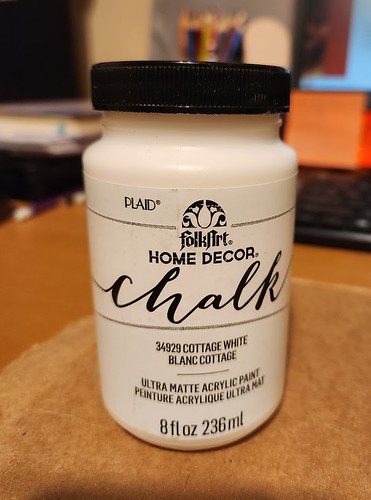 PLAID®
folkArt®
HOME DECOR®
chalk
34929 COTTAGE WHITE
BLANC COTTAGE
ULTRA MATTE ACRYLIC PAINT
PEINTURE ACRYLIQUE ULTRA MAT
8 fl oz 236 ml